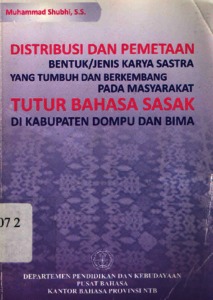 Muhammad Shubhi, S.S.
DISTRIBUSI DAN PEMETAAN
BENTUK/JENIS KARYA SASTRA
YANG TUMBUH DAN BERKEMBANG
PADA MASYARAKAT
TUTUR BAHASA SASAK
DI KABUPATEN DOMPU DAN BIMA
07 2
DEPARTEMEN PENDIDIKAN DAN KEBUDAYAAN
PUSAT BAHASA
KANTOR BAHASA PROVINSI NTB